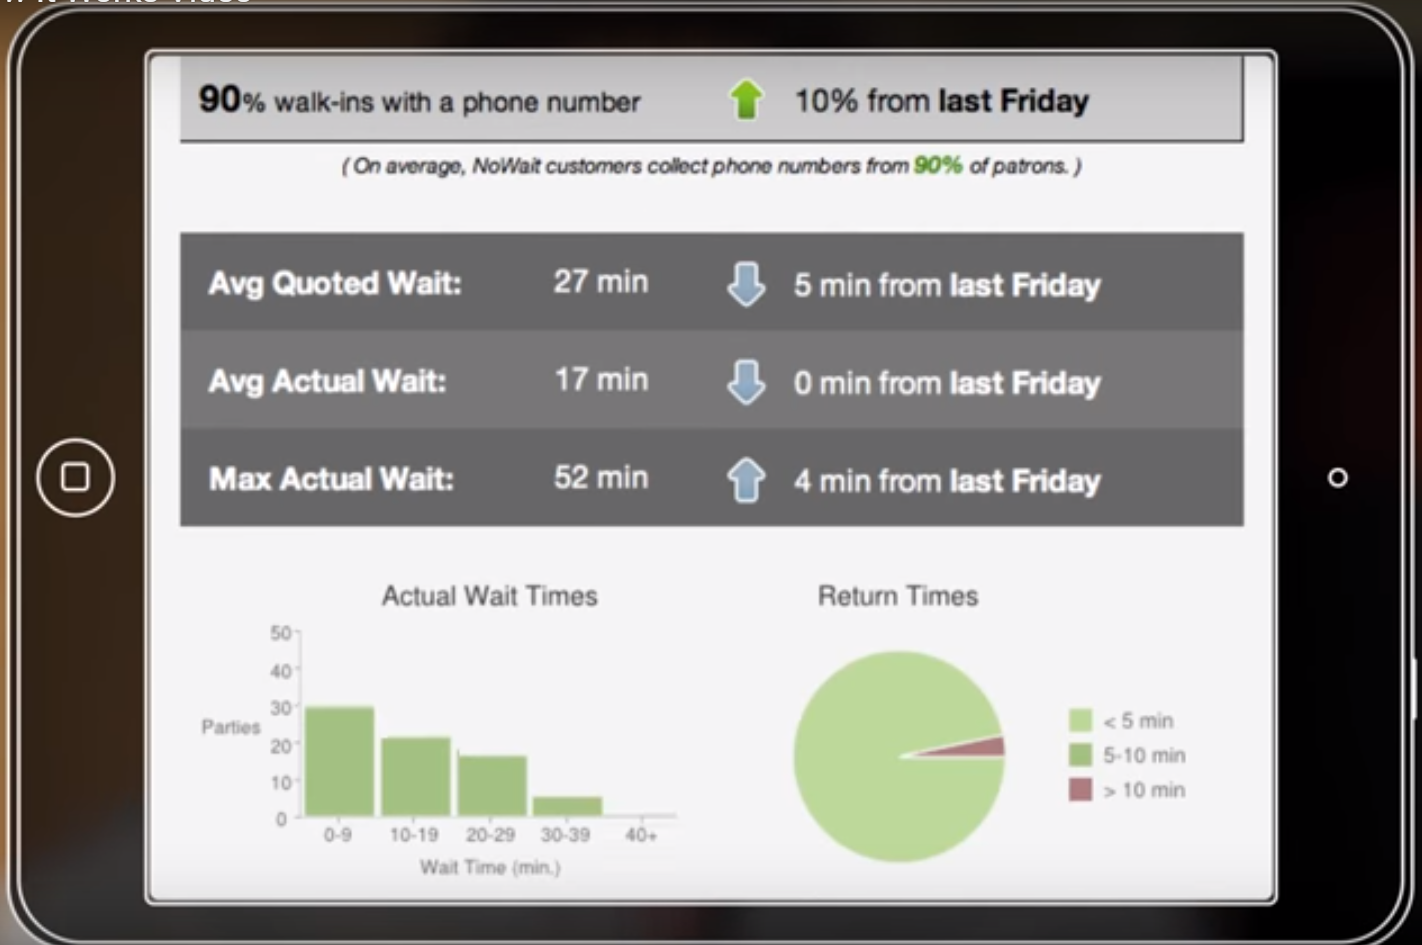 It Works Video
90% walk-ins with a phone number 10% from last Friday
( On average, NoWait customers collect phone numbers from 90% of patrons. )
Avg Quoted Wait: 27 min 5 min from last Friday
Avg Actual Wait: 17 min 0 min from last Friday
Max Actual Wait: 52 min 4 min from last Friday
Actual Wait Times
50
40
30
Parties
20
10
0
0-9 10-19 20-29 30-39 40+
Wait Time (min.)
Return Times
< 5 min
5-10 min
> 10 min